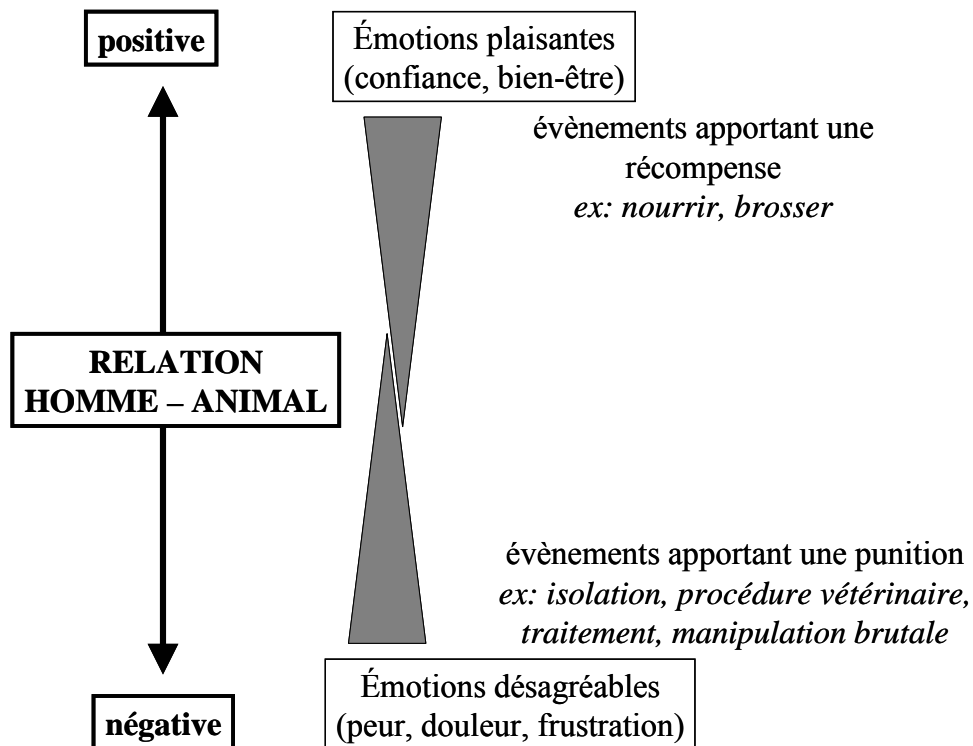 positive
Émotions plaisantes
(confiance, bien-être)
évènements apportant une
récompense
ex: nourrir, brosser
RELATION
HOMME – ANIMAL
évènements apportant une punition
ex: isolation, procédure vétérinaire,
traitement, manipulation brutale
négative
Émotions désagréables
(peur, douleur, frustration)